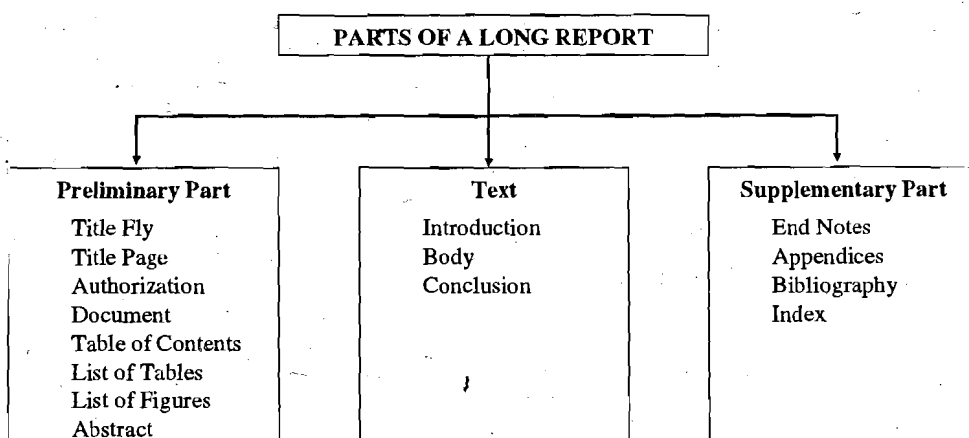 PARTS OF A LONG REPORT
Preliminary Part
Title Fly
Title Page
Authorization
Document
Table of Contents
List of Tables
List of Figures
Abstract
Text
Introduction
Body
Conclusion
Supplementary Part
End Notes
Appendices
Bibliography
Index